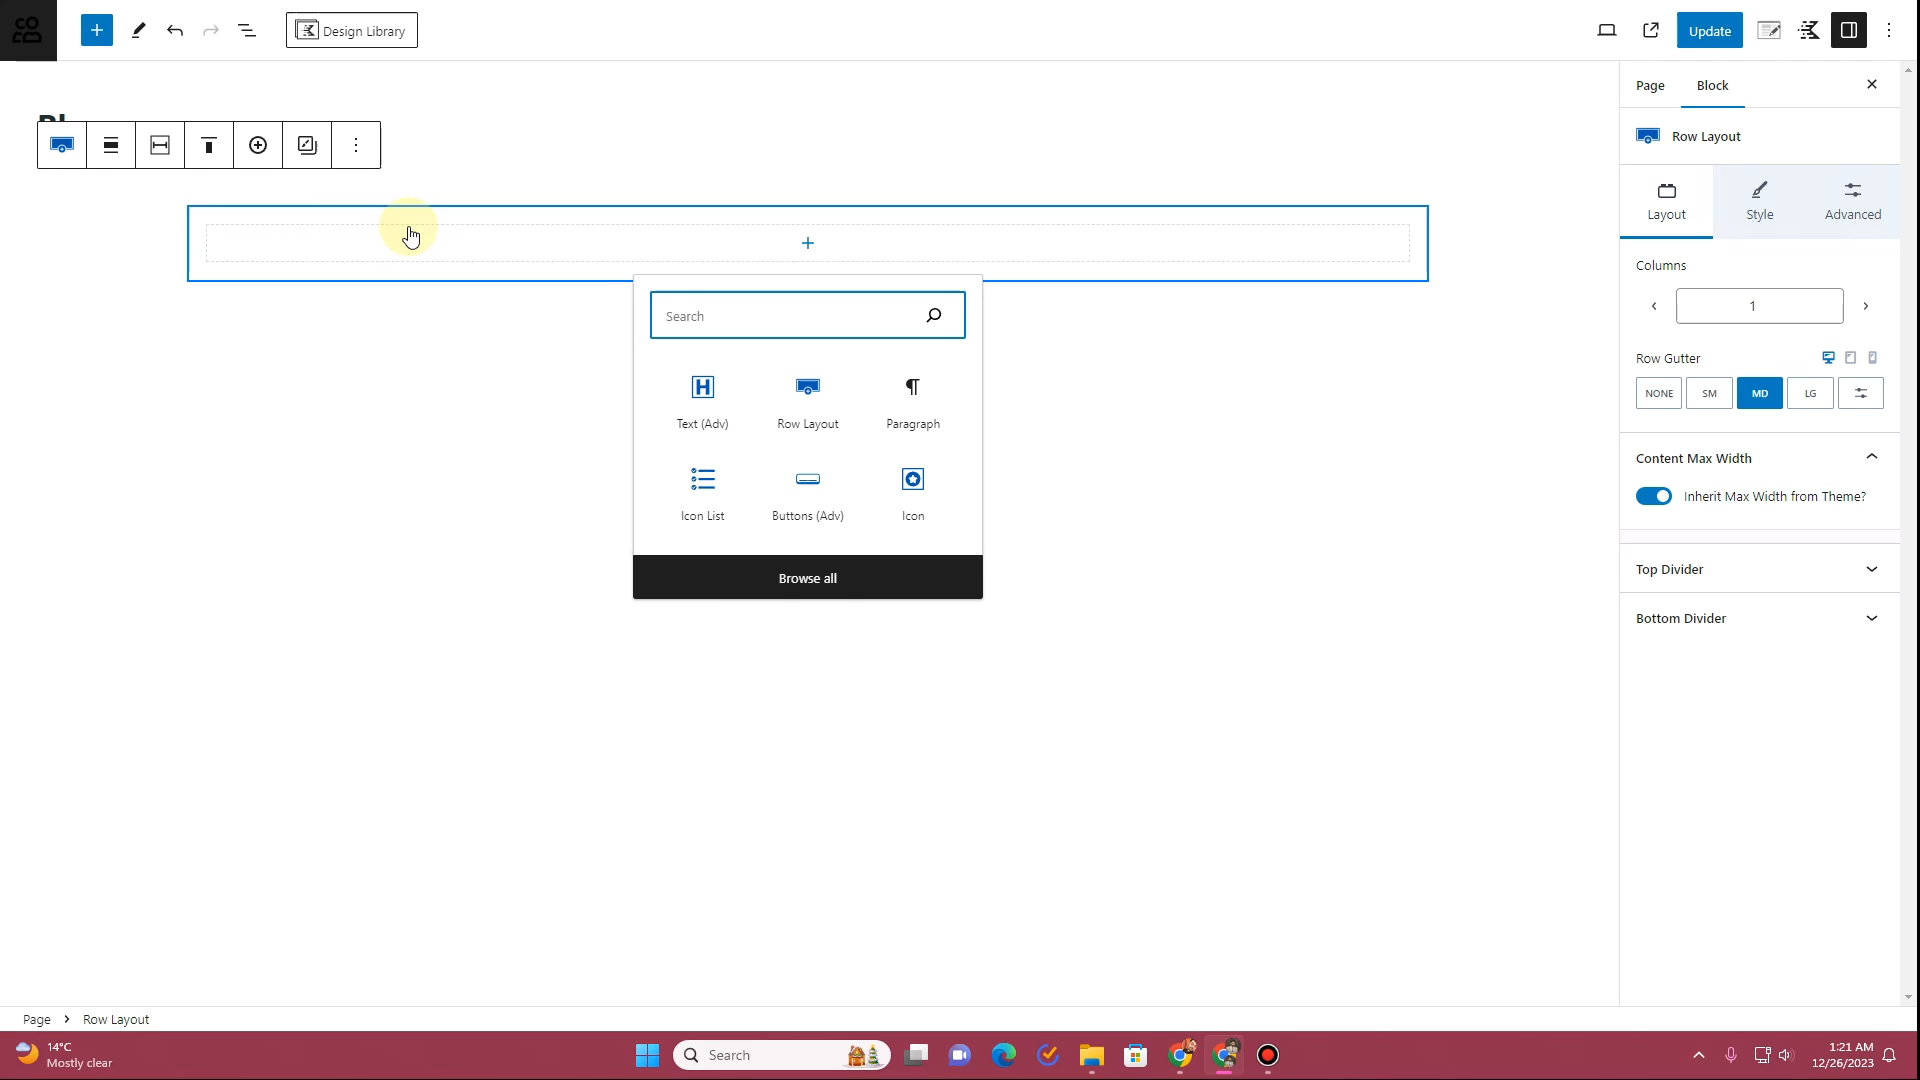 Design Library
Update
Page
Block
Row Layout
Layout
Style
Advanced
Columns
1
Row Gutter
NONE
SM
MD
LG
Content Max Width
Inherit Max Width from Theme?
Top Divider
Bottom Divider
Search
Text (Adv)
Row Layout
Paragraph
Icon List
Buttons (Adv)
Icon
Browse all
Page
Row Layout
14°C
Mostly clear
Search
1:21 AM
12/26/2023